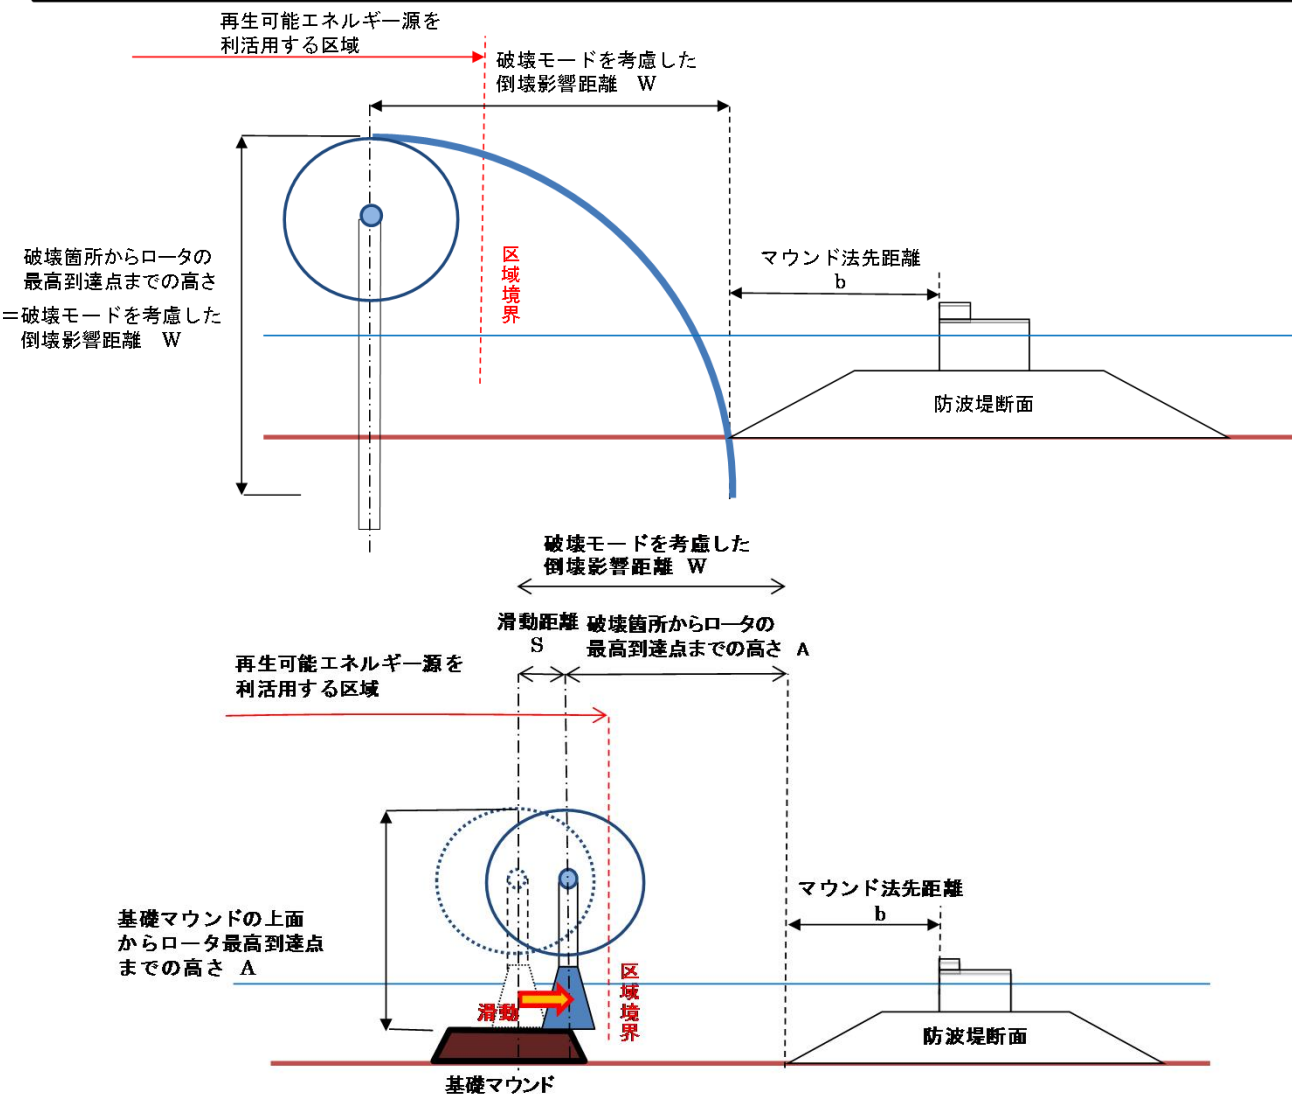 再生可能エネルギー源を
利活用する区域
破壊モードを考慮した
倒壊影響距離　W
破壊箇所からロータの
最高到達点までの高さ
＝破壊モードを考慮した
倒壊影響距離　W
区域境界
マウンド法先距離
b
防波堤断面
破壊モードを考慮した
倒壊影響距離 W
滑動距離
S
破壊箇所からロータの
最高到達点までの高さ A
再生可能エネルギー源を
利活用する区域
基礎マウンドの上面
からロータ最高到達点
までの高さ A
滑動
区域境界
マウンド法先距離
b
防波堤断面
基礎マウンド